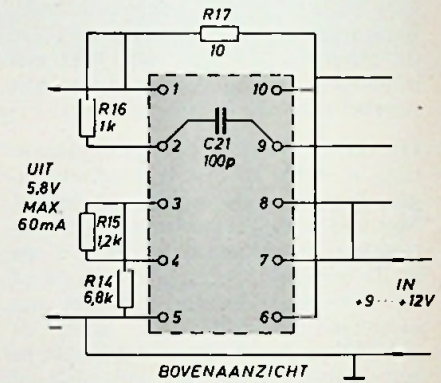 R17
10
1
10
R16
1k
2
C21
100p
9
UIT
5,8V
MAX
60mA
3
8
R15
1,2k
4
7
R14
6,8k
IN
+9···+12V
5
6
–
BOVENAANZICHT